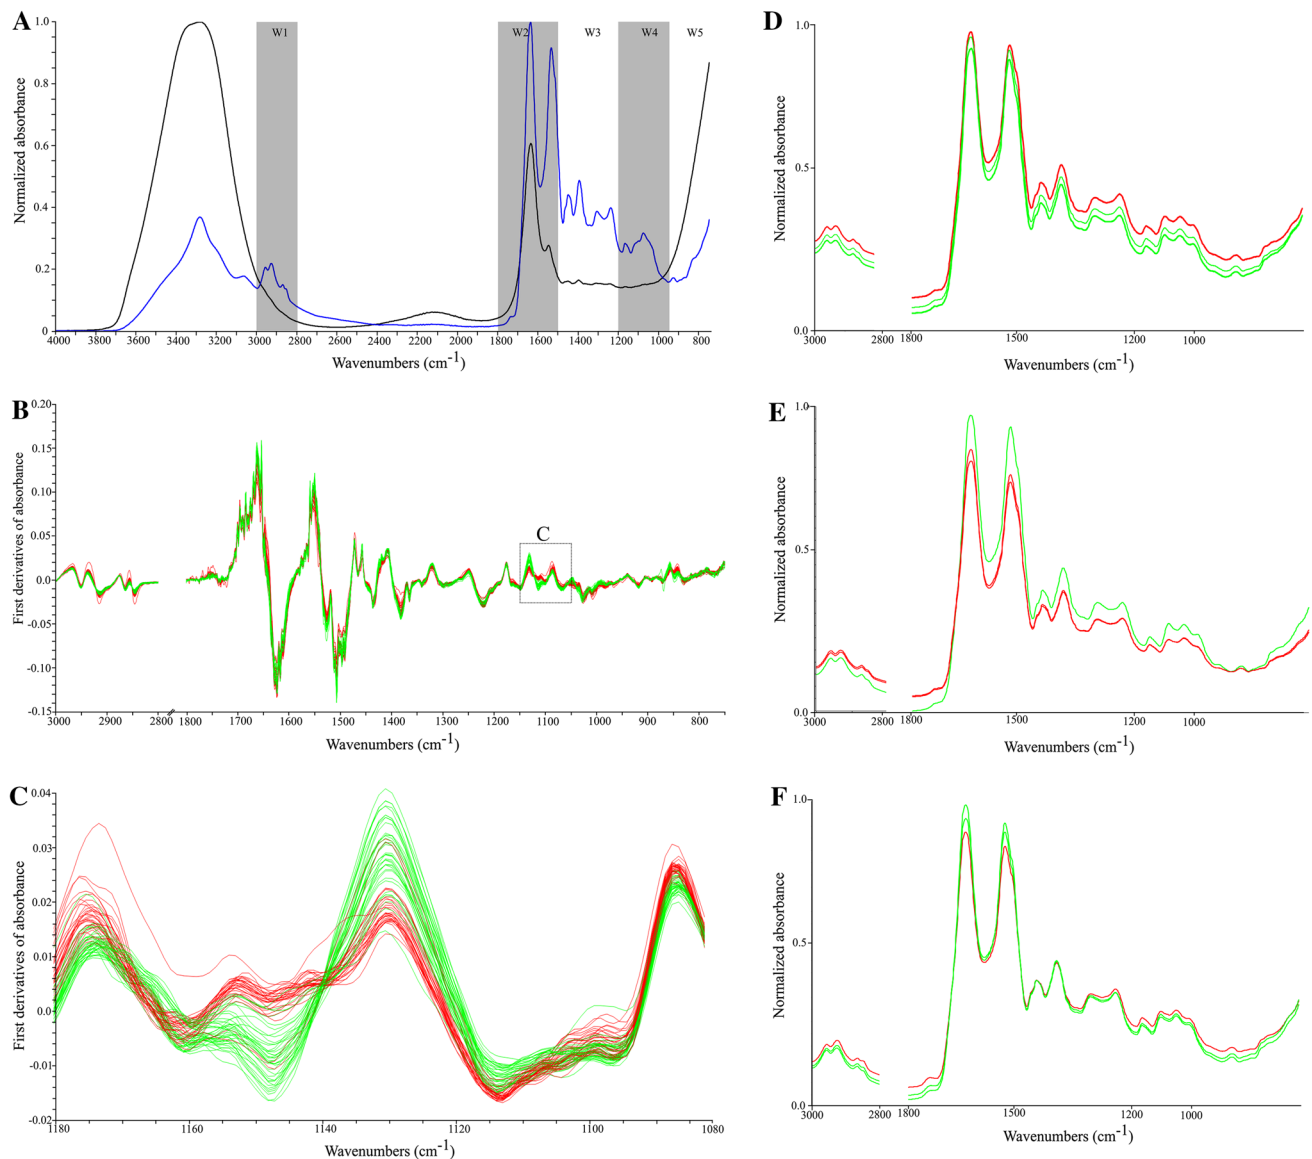 A
1.0
0.8
0.6
0.4
0.2
0
Normalized absorbance
W1
W2
W3
W4
W5
4000 3800 3600 3400 3200 3000 2800 2600 2400 2200 2000 1800 1600 1400 1200 1000 750
Wavenumbers (cm-1)
B
0.20
0.15
0.10
0.05
0.0
-0.05
-0.10
-0.15
First derivatives of absorbance
C
3000 2900 2800 1800 1700 1600 1500 1400 1300 1200 1100 1000 900 800
Wavenumbers (cm-1)
C
0.04
0.03
0.02
0.01
0.0
-0.01
-0.02
First derivatives of absorbance
1180 1160 1140 1120 1100 1080
Wavenumbers (cm-1)
D
1.0
0.5
0.0
Normalized absorbance
3000 2800 1800 1500 1200 1000
Wavenumbers (cm-1)
E
1.0
0.5
0.0
Normalized absorbance
3000 2800 1800 1500 1200 1000
Wavenumbers (cm-1)
F
1.0
0.5
0.0
Normalized absorbance
3000 2800 1800 1500 1200 1000
Wavenumbers (cm-1)